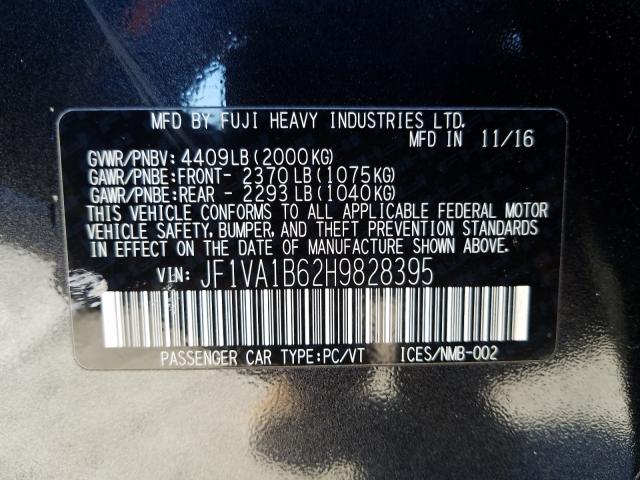 MFD BY FUJI HEAVY INDUSTRIES LTD.
MFD IN 11/16
GVWR/PNBV: 4409LB(2000KG)
GAWR/PNBE:FRONT- 2370LB(1075KG)
GAWR/PNBE:REAR - 2293LB(1040KG)
THIS VEHICLE CONFORMS TO ALL APPLICABLE FEDERAL MOTOR
VEHICLE SAFETY, BUMPER, AND THEFT PREVENTION STANDARDS
IN EFFECT ON THE DATE OF MANUFACTURE SHOWN ABOVE.
VIN: JF1VA1B62H9828395
PASSENGER CAR TYPE:PC/VT ICES/NMB-002